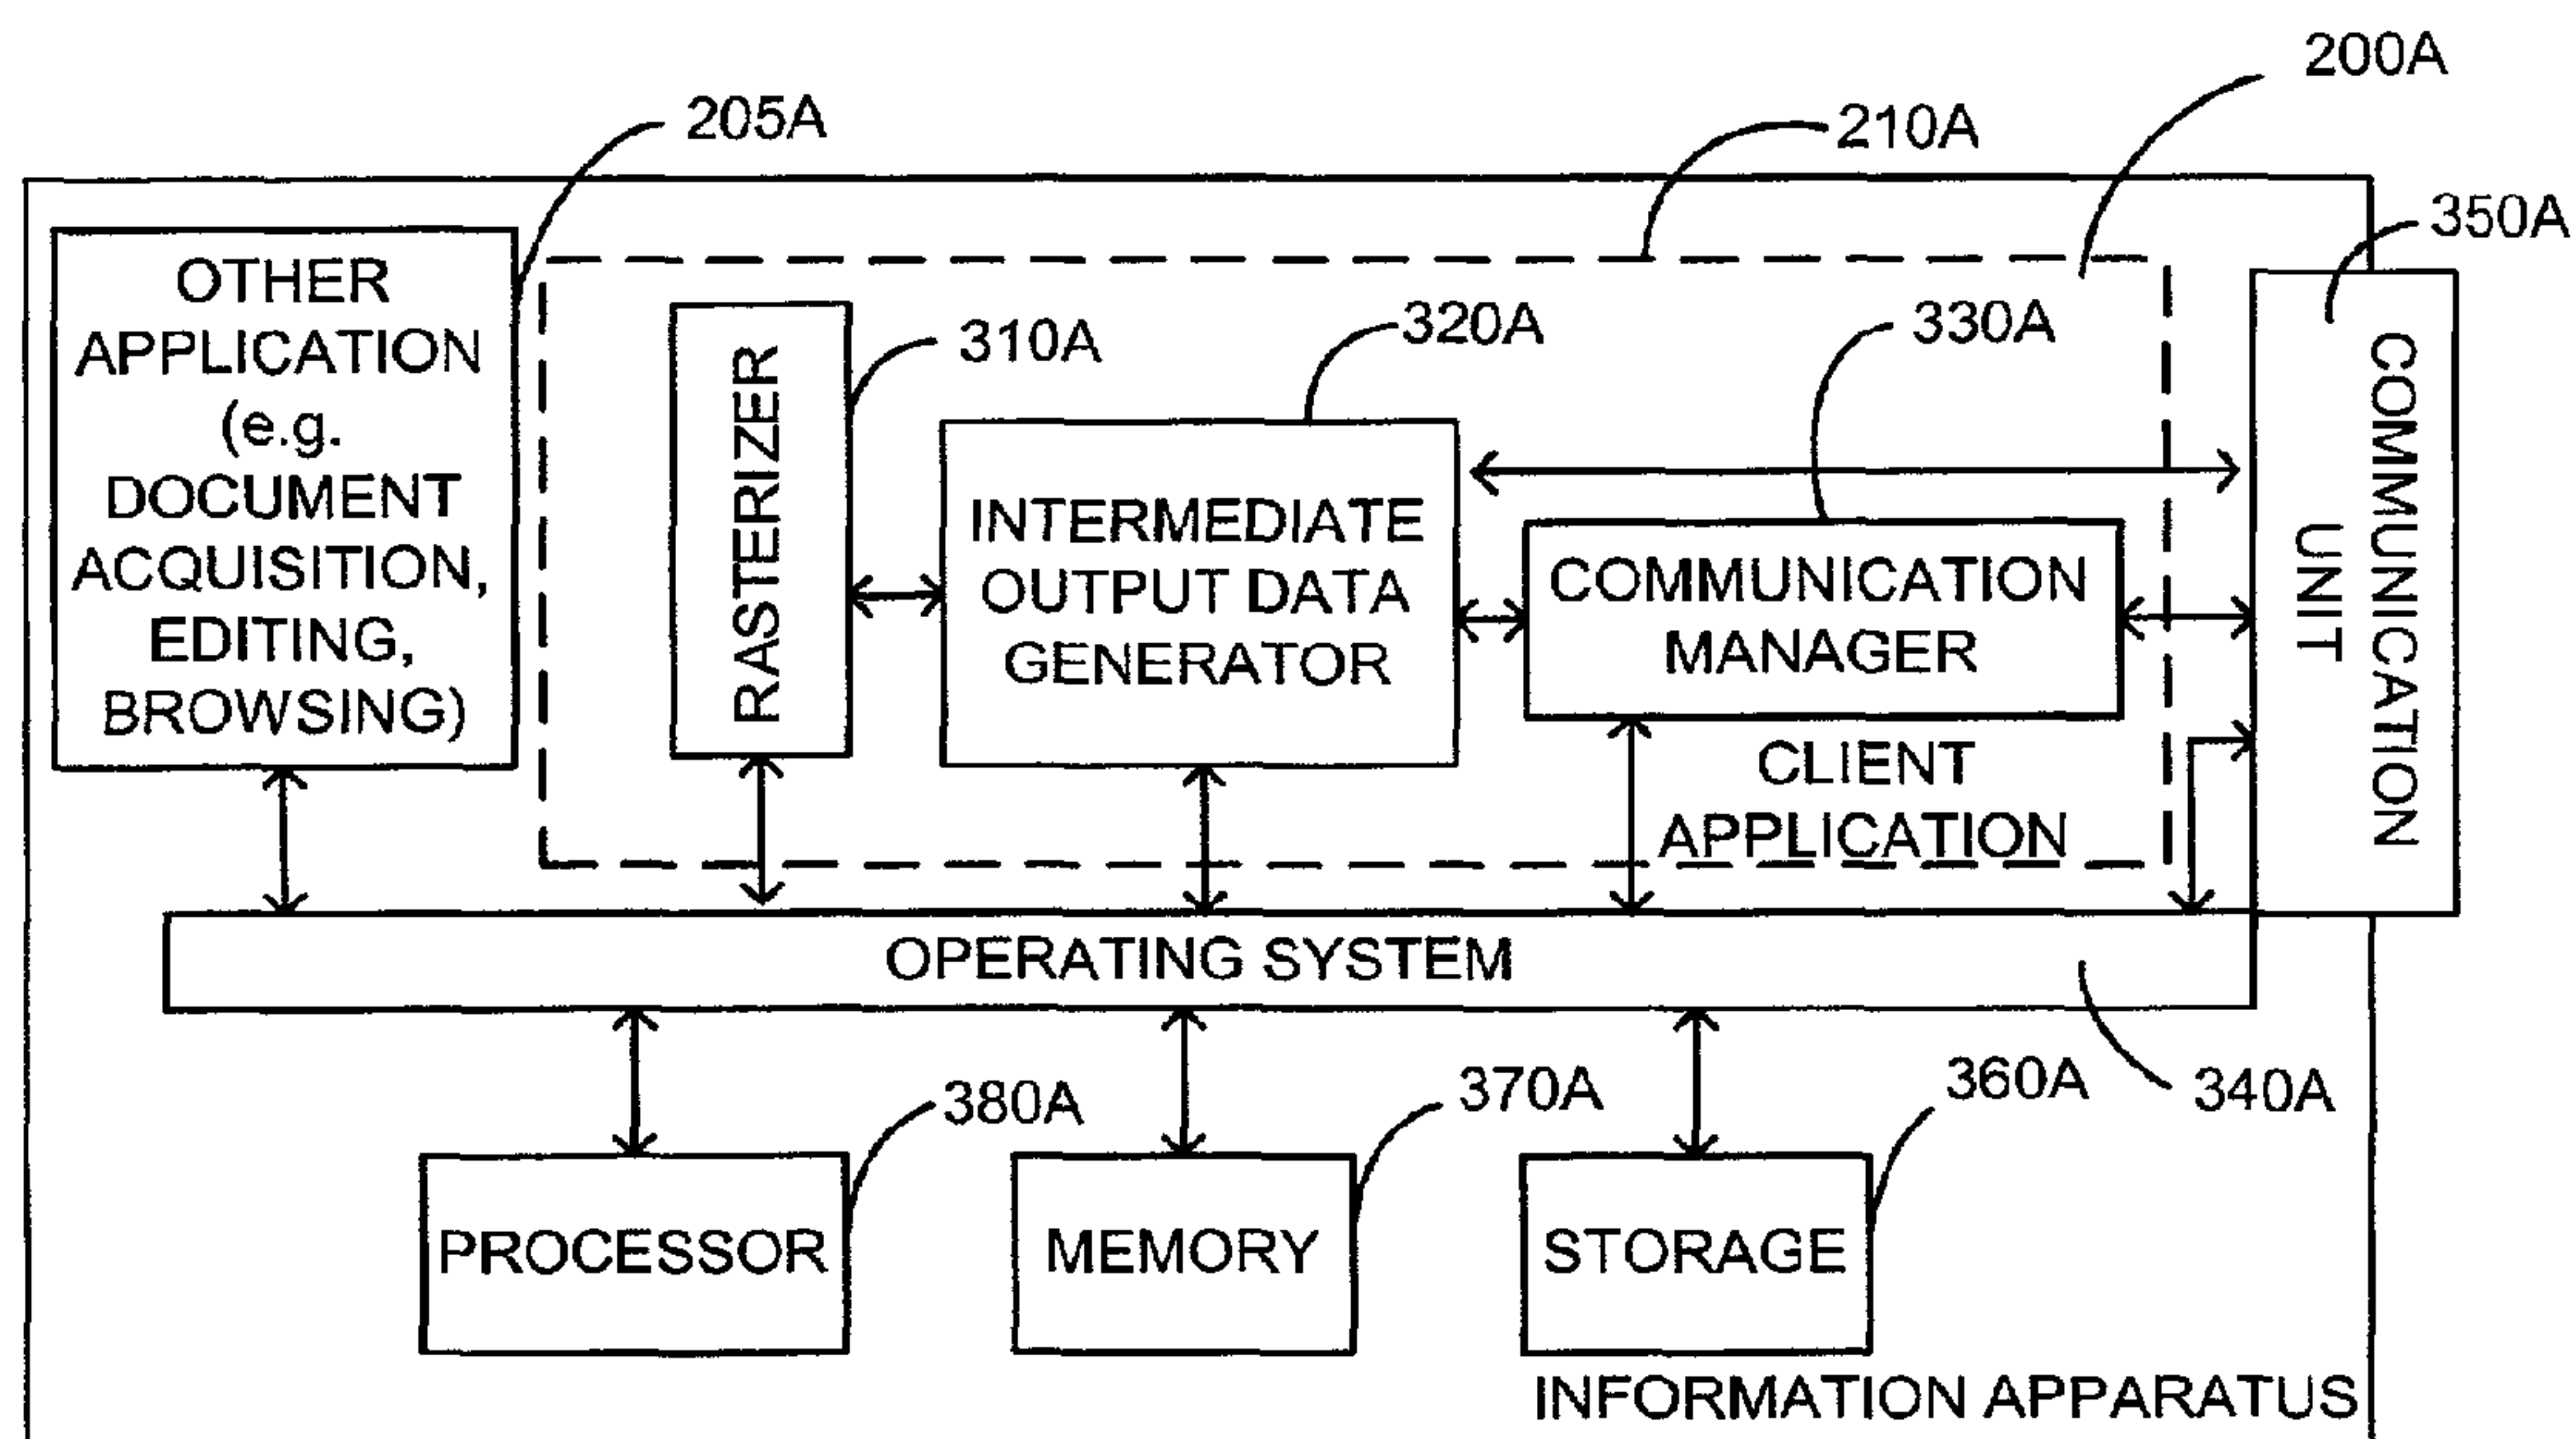 200A
205A
210A
350A
OTHER
APPLICATION
(e.g.
DOCUMENT
ACQUISITION,
EDITING,
BROWSING)
310A
RASTERIZER
320A
INTERMEDIATE
OUTPUT DATA
GENERATOR
330A
COMMUNICATION
MANAGER
CLIENT
APPLICATION
COMMUNICATION
UNIT
OPERATING SYSTEM
340A
380A
370A
360A
PROCESSOR
MEMORY
STORAGE
INFORMATION APPARATUS